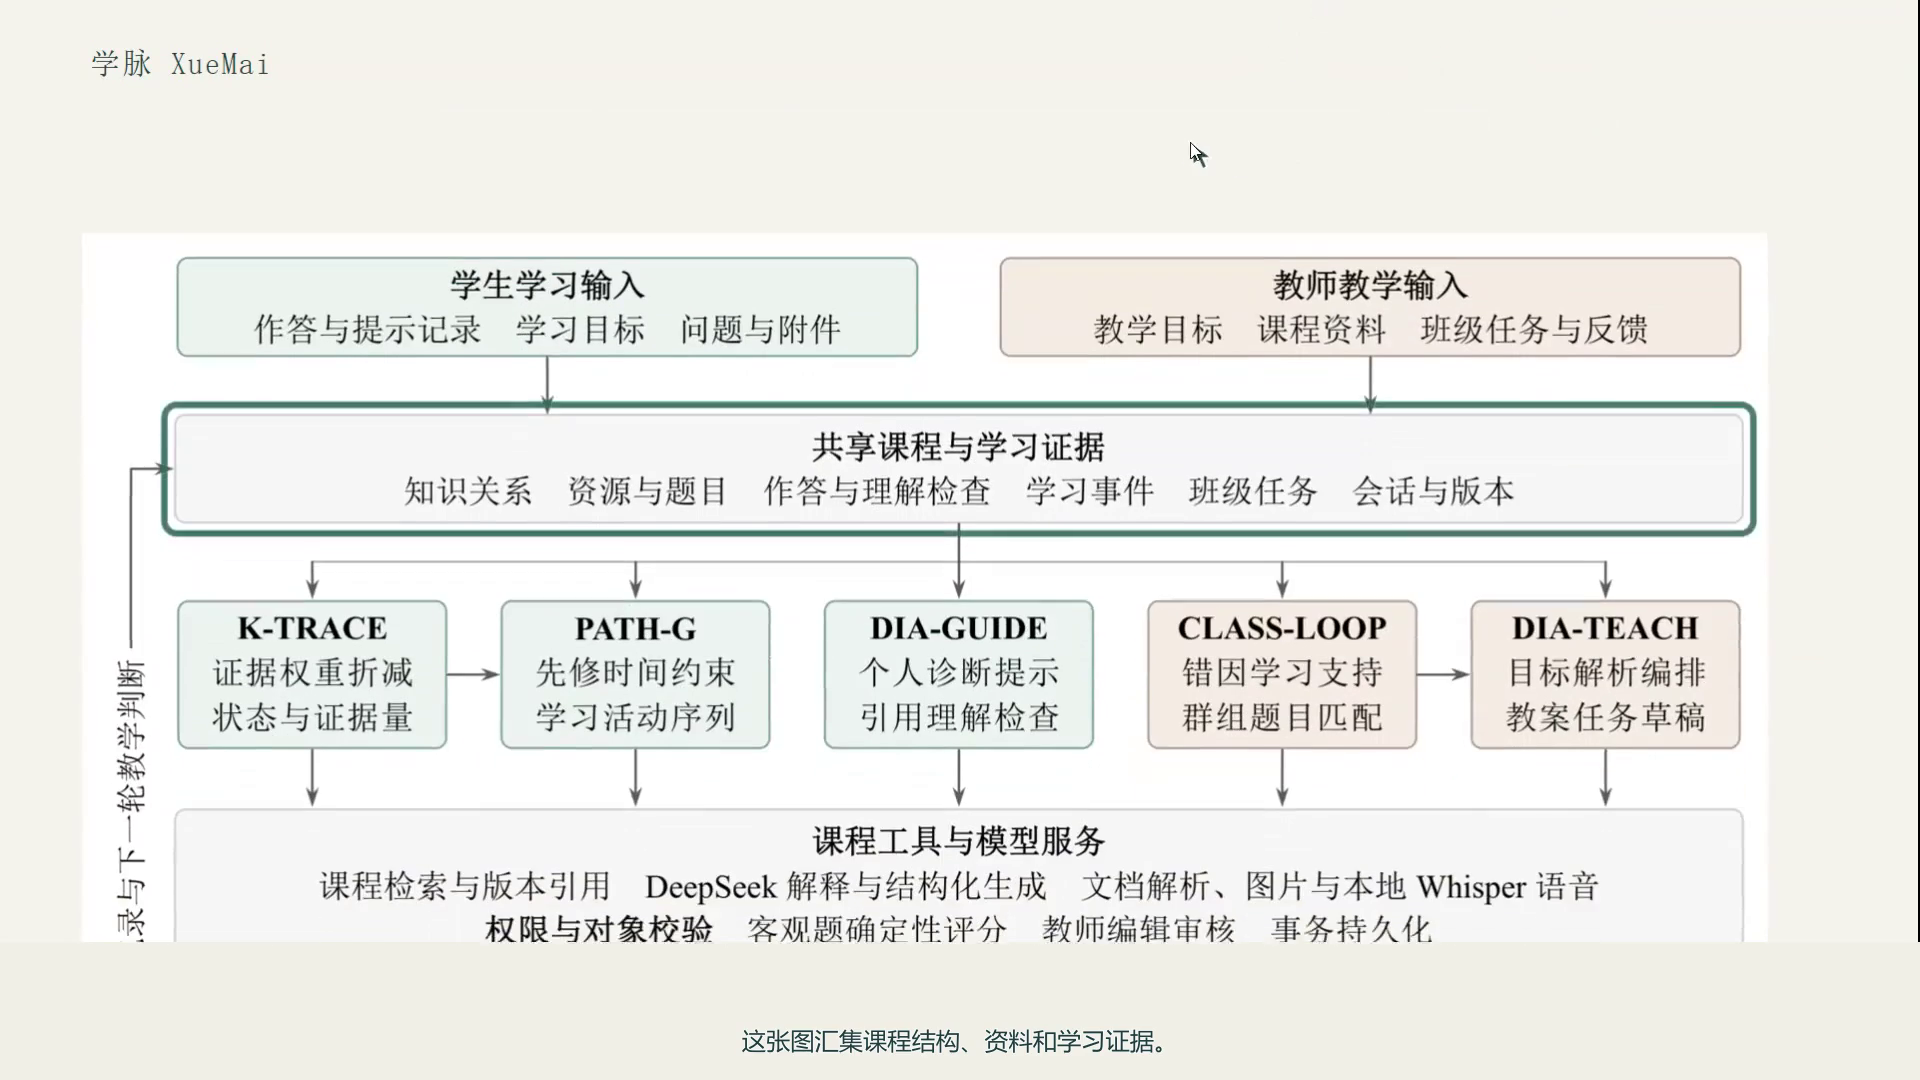 学脉 XueMai
学生学习输入
作答与提示记录 学习目标 问题与附件
教师教学输入
教学目标 课程资料 班级任务与反馈
共享课程与学习证据
知识关系 资源与题目 作答与理解检查 学习事件 班级任务 会话与版本
K-TRACE
证据权重折减
状态与证据量
PATH-G
先修时间约束
学习活动序列
DIA-GUIDE
个人诊断提示
引用理解检查
CLASS-LOOP
错因学习支持
群组题目匹配
DIA-TEACH
目标解析编排
教案任务草稿
录与下一轮教学判断
课程工具与模型服务
课程检索与版本引用 DeepSeek 解释与结构化生成 文档解析、图片与本地 Whisper 语音
权限与对象校验 客观题确定性评分 教师编辑审核 事务持久化
这张图汇集课程结构、资料和学习证据。